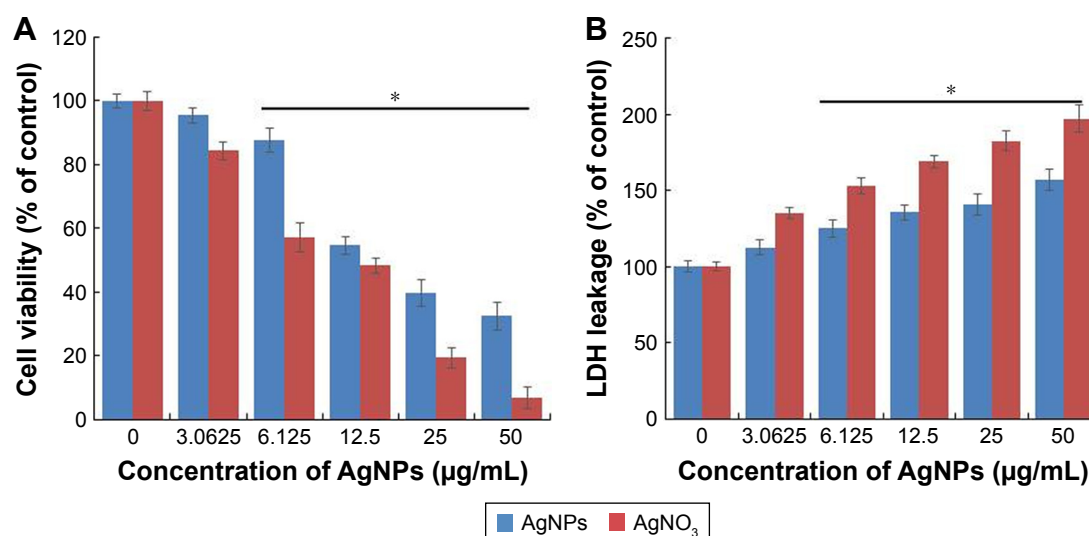 A
Cell viability (% of control)
120
100
80
60
40
20
0
*
0 3.0625 6.125 12.5 25 50
Concentration of AgNPs (µg/mL)
B
LDH leakage (% of control)
250
200
150
100
50
0
*
0 3.0625 6.125 12.5 25 50
Concentration of AgNPs (µg/mL)
AgNPs AgNO₃